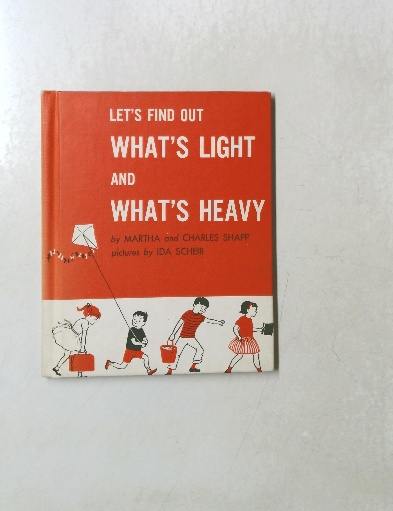 LET'S FIND OUT
WHAT'S LIGHT
AND
WHAT'S HEAVY
by MARTHA and CHARLES SHAPP
pictures by IDA SCHEIB